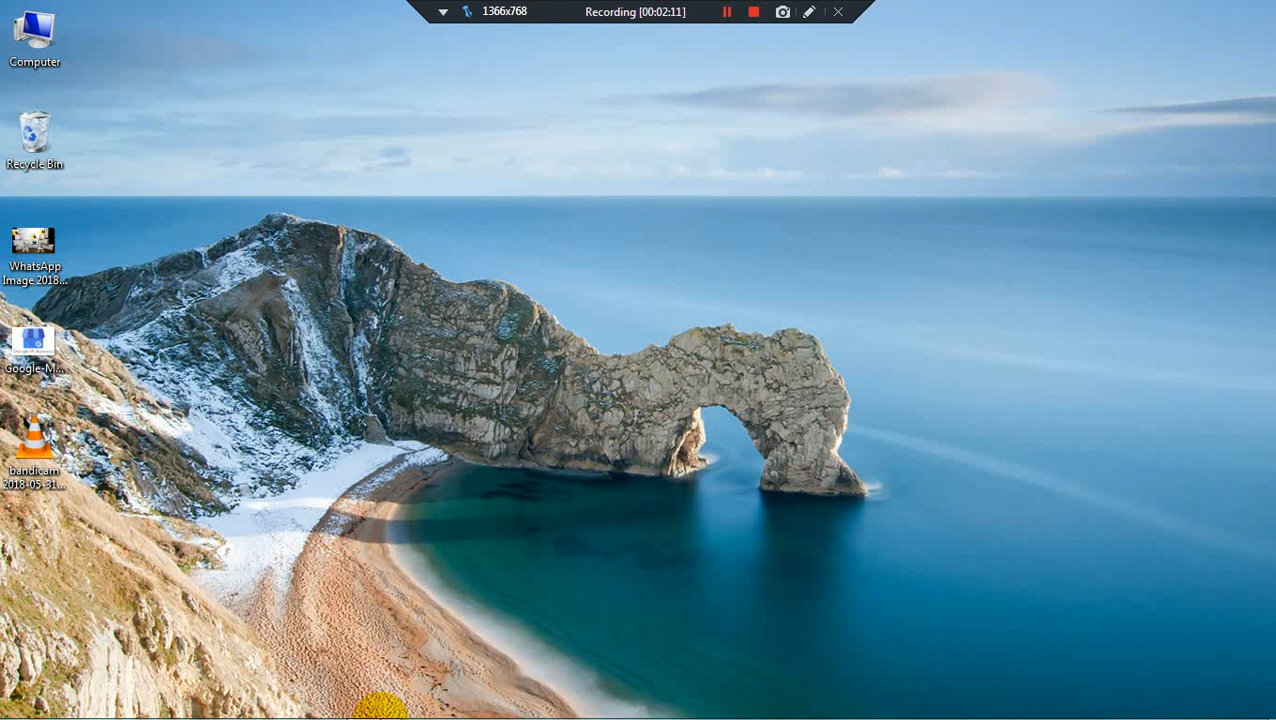 1366x768 Recording [00:02:11]
Computer
Recycle Bin
WhatsApp
Image 2018...
Google-M...
bandicam
2018-05-31...